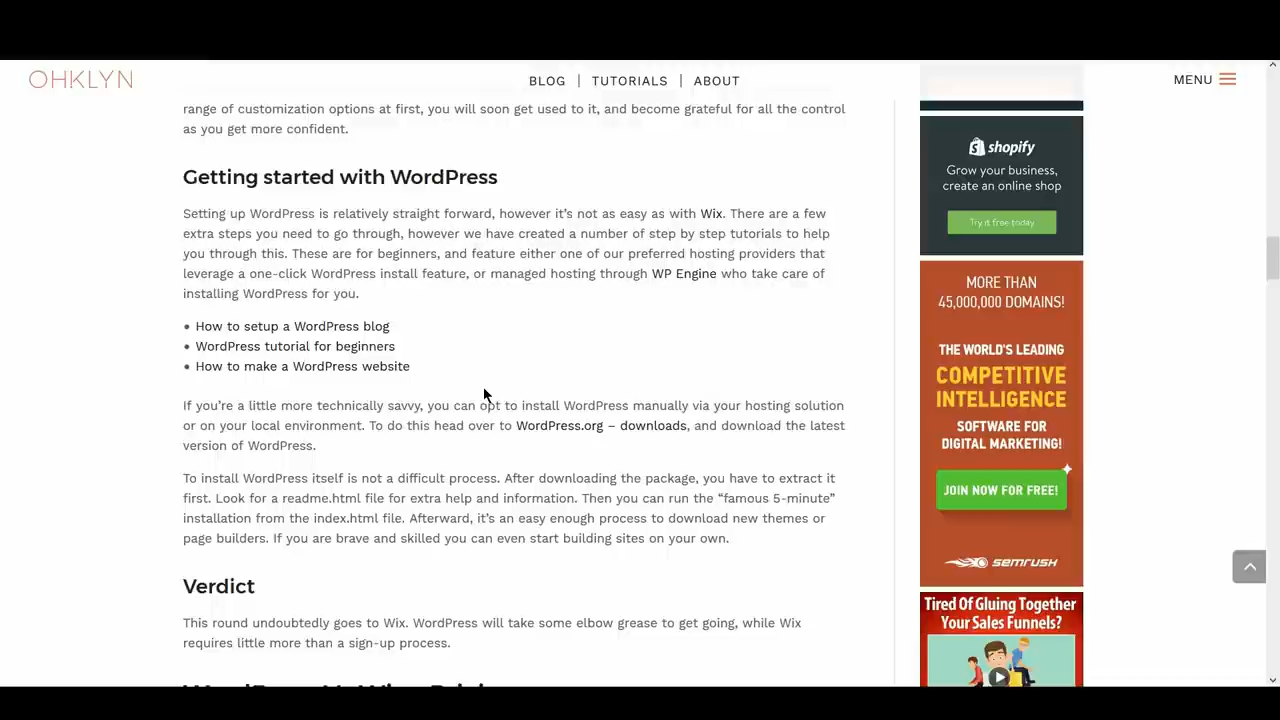 OHKLYN
BLOG | TUTORIALS | ABOUT
MENU
range of customization options at first, you will soon get used to it, and become grateful for all the control
as you get more confident.
Getting started with WordPress
Setting up WordPress is relatively straight forward, however it's not as easy as with Wix. There are a few
extra steps you need to go through, however we have created a number of step by step tutorials to help
you through this. These are for beginners, and feature either one of our preferred hosting providers that
leverage a one-click WordPress install feature, or managed hosting through WP Engine who take care of
installing WordPress for you.
• How to setup a WordPress blog
• WordPress tutorial for beginners
• How to make a WordPress website
If you're a little more technically savvy, you can opt to install WordPress manually via your hosting solution
or on your local environment. To do this head over to WordPress.org – downloads, and download the latest
version of WordPress.
To install WordPress itself is not a difficult process. After downloading the package, you have to extract it
first. Look for a readme.html file for extra help and information. Then you can run the “famous 5-minute”
installation from the index.html file. Afterward, it's an easy enough process to download new themes or
page builders. If you are brave and skilled you can even start building sites on your own.
Verdict
This round undoubtedly goes to Wix. WordPress will take some elbow grease to get going, while Wix
requires little more than a sign-up process.
shopify
Grow your business,
create an online shop
Try it free today
MORE THAN
45,000,000 DOMAINS!
THE WORLD'S LEADING
COMPETITIVE
INTELLIGENCE
SOFTWARE FOR
DIGITAL MARKETING!
JOIN NOW FOR FREE!
SEMRUSH
Tired Of Gluing Together
Your Sales Funnels?